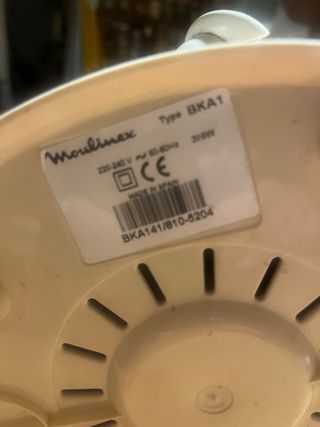 Moulinex Type BKA1
220-240 V ~ 50-60Hz 300W
CE
MADE IN SPAIN
BKA141/810-5204